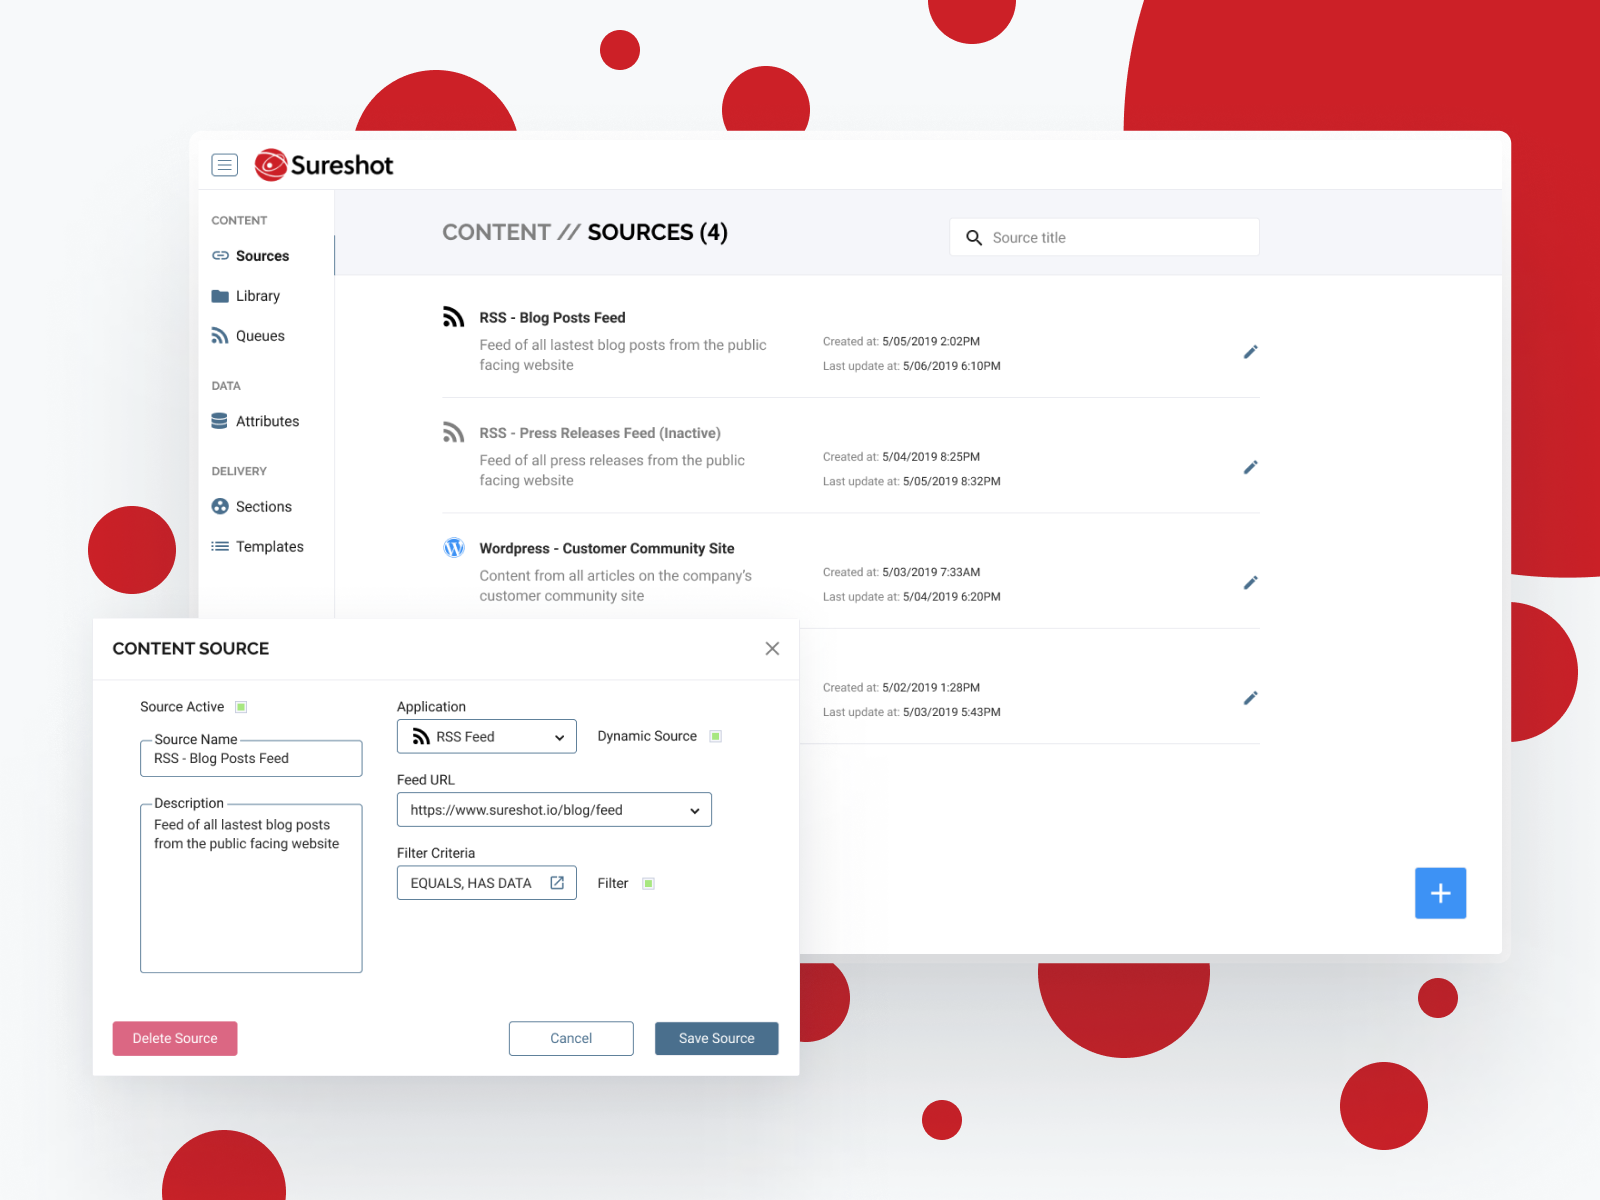 Sureshot
CONTENT
Sources
Library
Queues
DATA
Attributes
DELIVERY
Sections
Templates
CONTENT // SOURCES (4)
Source title
RSS - Blog Posts Feed
Feed of all lastest blog posts from the public
facing website
Created at: 5/05/2019 2:02PM
Last update at: 5/06/2019 6:10PM
RSS - Press Releases Feed (Inactive)
Feed of all press releases from the public
facing website
Created at: 5/04/2019 8:25PM
Last update at: 5/05/2019 8:32PM
Wordpress - Customer Community Site
Content from all articles on the company's
customer community site
Created at: 5/03/2019 7:33AM
Last update at: 5/04/2019 6:20PM
Created at: 5/02/2019 1:28PM
Last update at: 5/03/2019 5:43PM
CONTENT SOURCE
Source Active
Source Name
RSS - Blog Posts Feed
Description
Feed of all lastest blog posts
from the public facing website
Application
RSS Feed
Dynamic Source
Feed URL
https://www.sureshot.io/blog/feed
Filter Criteria
EQUALS, HAS DATA
Filter
Delete Source
Cancel
Save Source